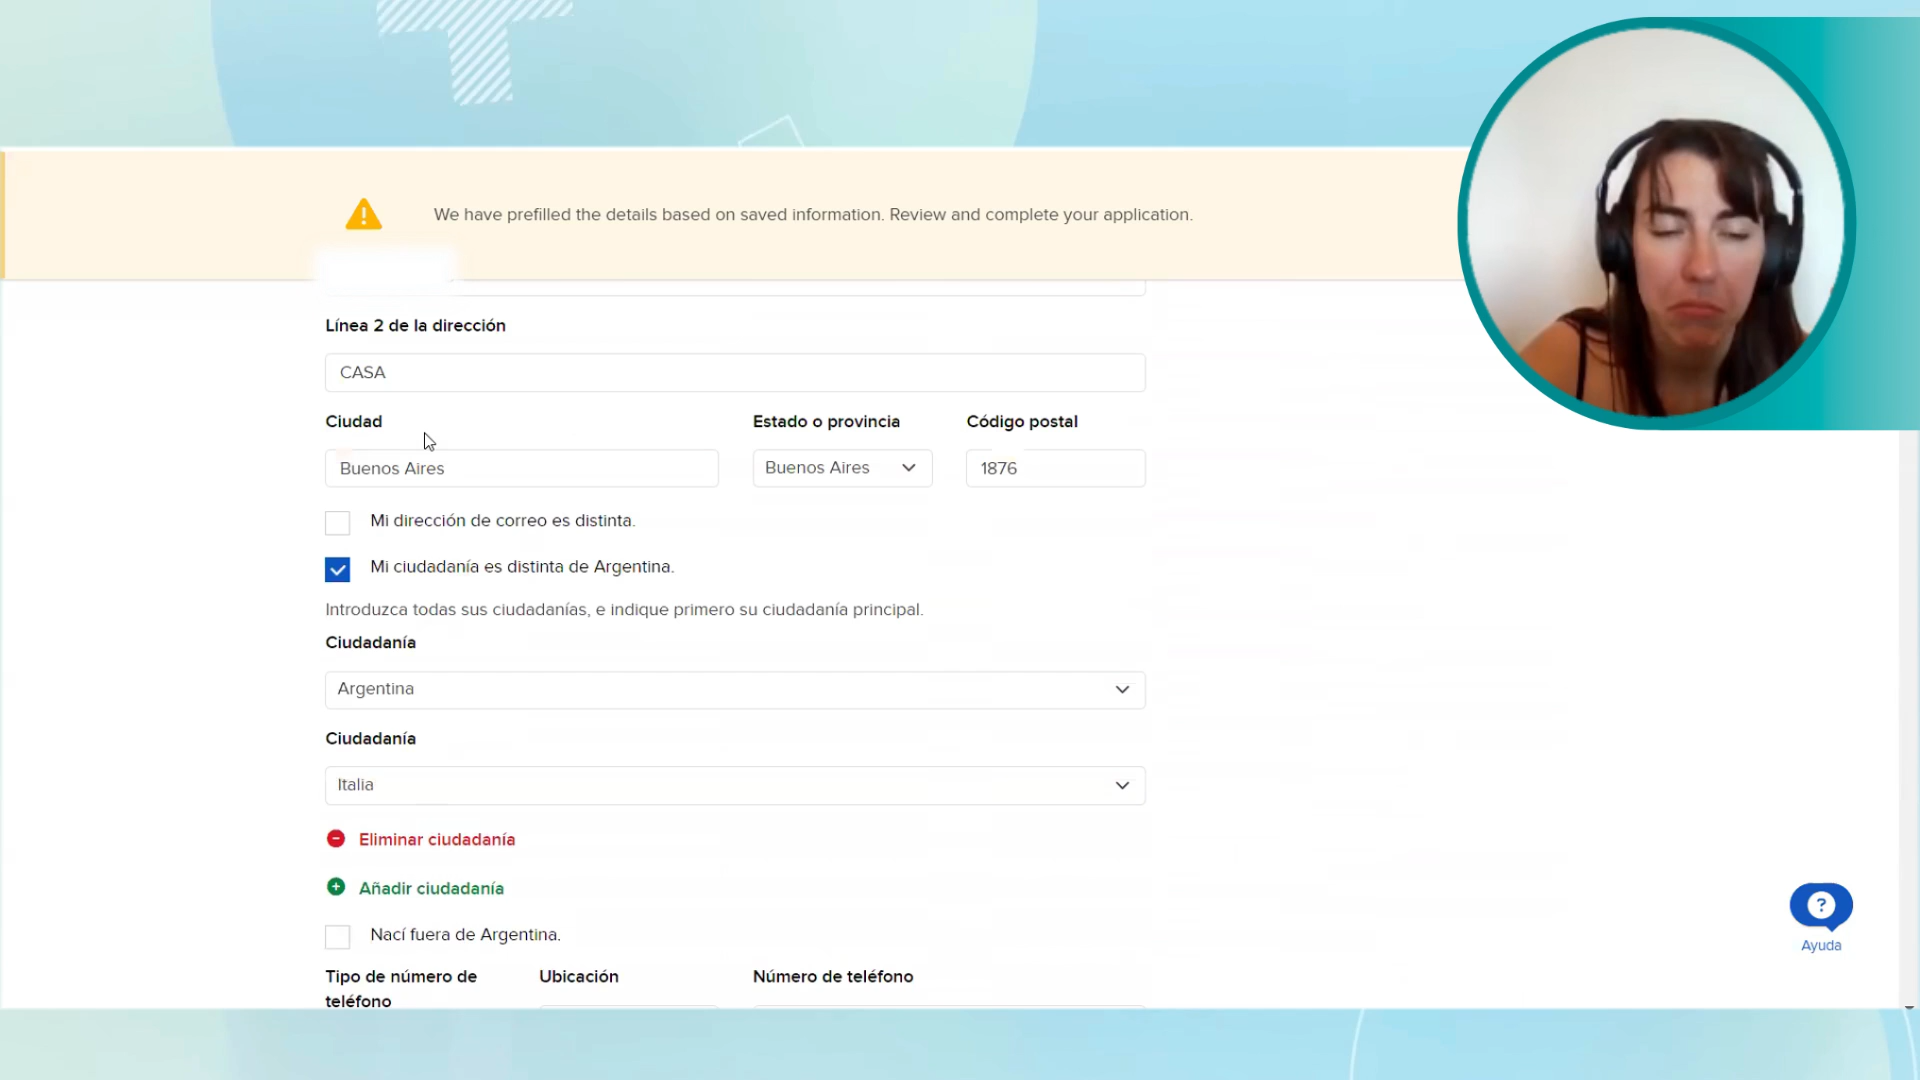 We have prefilled the details based on saved information. Review and complete your application.
Línea 2 de la dirección
CASA
Ciudad
Estado o provincia
Código postal
Buenos Aires
Buenos Aires
1876
Mi dirección de correo es distinta.
Mi ciudadanía es distinta de Argentina.
Introduzca todas sus ciudadanías, e indique primero su ciudadanía principal.
Ciudadanía
Argentina
Ciudadanía
Italia
Eliminar ciudadanía
Añadir ciudadanía
Nací fuera de Argentina.
Tipo de número de
teléfono
Ubicación
Número de teléfono
Ayuda